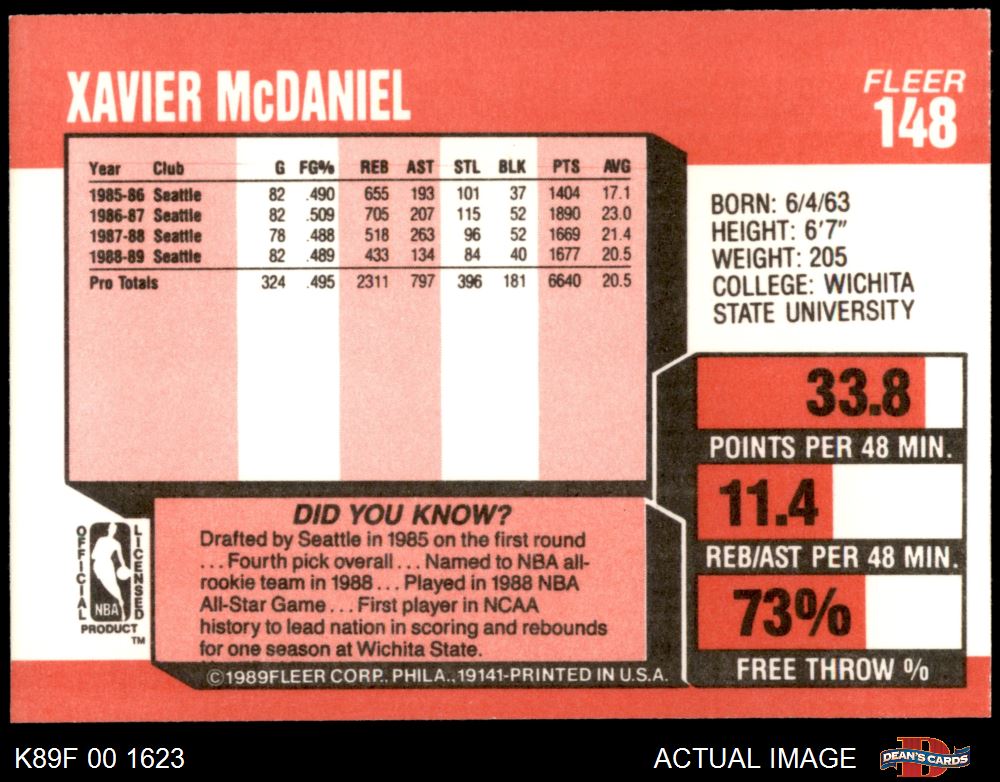 XAVIER McDANIEL
FLEER
148
Year Club G FG% REB AST STL BLK PTS AVG
1985-86 Seattle 82 .490 655 193 101 37 1404 17.1
1986-87 Seattle 82 .509 705 207 115 52 1890 23.0
1987-88 Seattle 78 .488 518 263 96 52 1669 21.4
1988-89 Seattle 82 .489 433 134 84 40 1677 20.5
Pro Totals 324 .495 2311 797 396 181 6640 20.5
BORN: 6/4/63
HEIGHT: 6'7"
WEIGHT: 205
COLLEGE: WICHITA
STATE UNIVERSITY
33.8
POINTS PER 48 MIN.
11.4
REB/AST PER 48 MIN.
73%
FREE THROW %
DID YOU KNOW?
Drafted by Seattle in 1985 on the first round
...Fourth pick overall... Named to NBA all-
rookie team in 1988...Played in 1988 NBA
All-Star Game...First player in NCAA
history to lead nation in scoring and rebounds
for one season at Wichita State.
OFFICIAL
LICENSED
NBA
PRODUCT
TM
©1989 FLEER CORP., PHILA., 19141-PRINTED IN U.S.A.
K89F 00 1623
ACTUAL IMAGE
DEAN'S CARDS